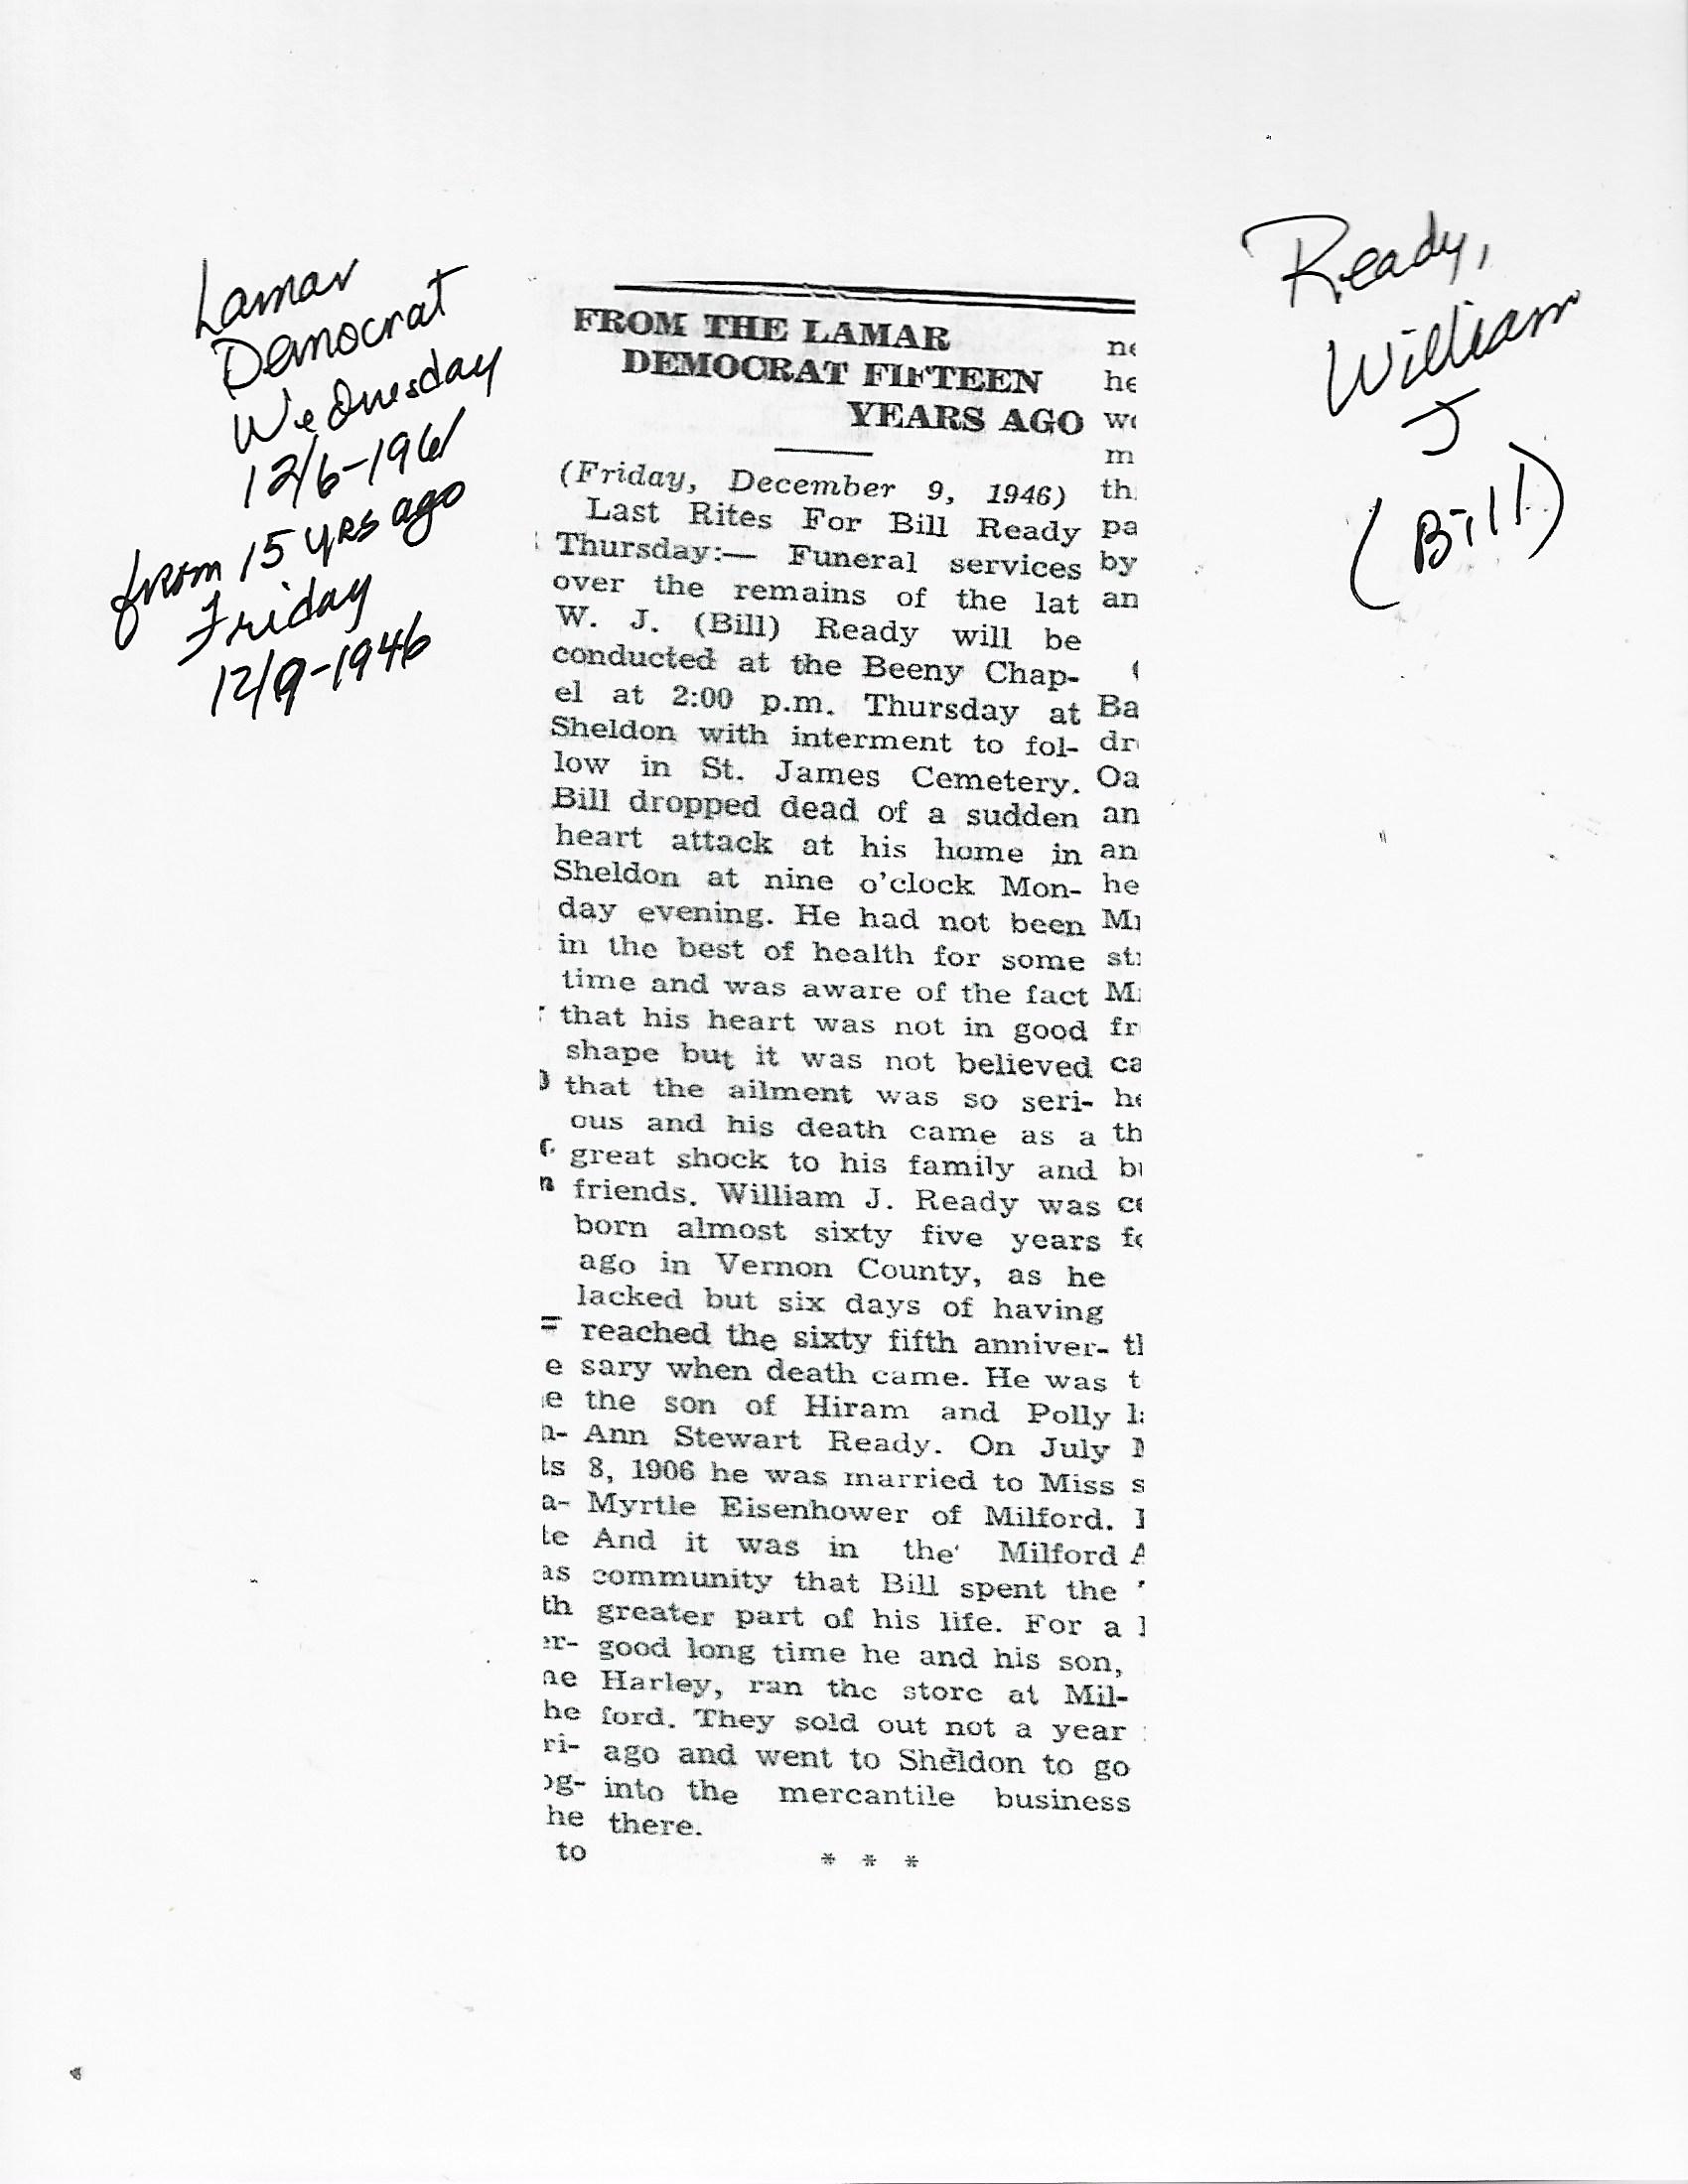 Lamar
Democrat
Wednesday
12/6-1961
from 15 yrs ago
Friday
12/9-1946
Ready,
William
J
(Bill)
FROM THE LAMAR
DEMOCRAT FIFTEEN
YEARS AGO
(Friday, December 9, 1946)
Last Rites For Bill Ready
Thursday:— Funeral services
over the remains of the lat
W. J. (Bill) Ready will be
conducted at the Beeny Chap-
el at 2:00 p.m. Thursday at
Sheldon with interment to fol-
low in St. James Cemetery.
Bill dropped dead of a sudden
heart attack at his home in
Sheldon at nine o'clock Mon-
day evening. He had not been
in the best of health for some
time and was aware of the fact
that his heart was not in good
shape but it was not believed
that the ailment was so seri-
ous and his death came as a
great shock to his family and
friends. William J. Ready was
born almost sixty five years
ago in Vernon County, as he
lacked but six days of having
reached the sixty fifth anniver-
sary when death came. He was
the son of Hiram and Polly
Ann Stewart Ready. On July
8, 1906 he was married to Miss
Myrtle Eisenhower of Milford.
And it was in the Milford
community that Bill spent the
greater part of his life. For a
good long time he and his son,
Harley, ran the store at Mil-
ford. They sold out not a year
ago and went to Sheldon to go
into the mercantile business
there.
* * *